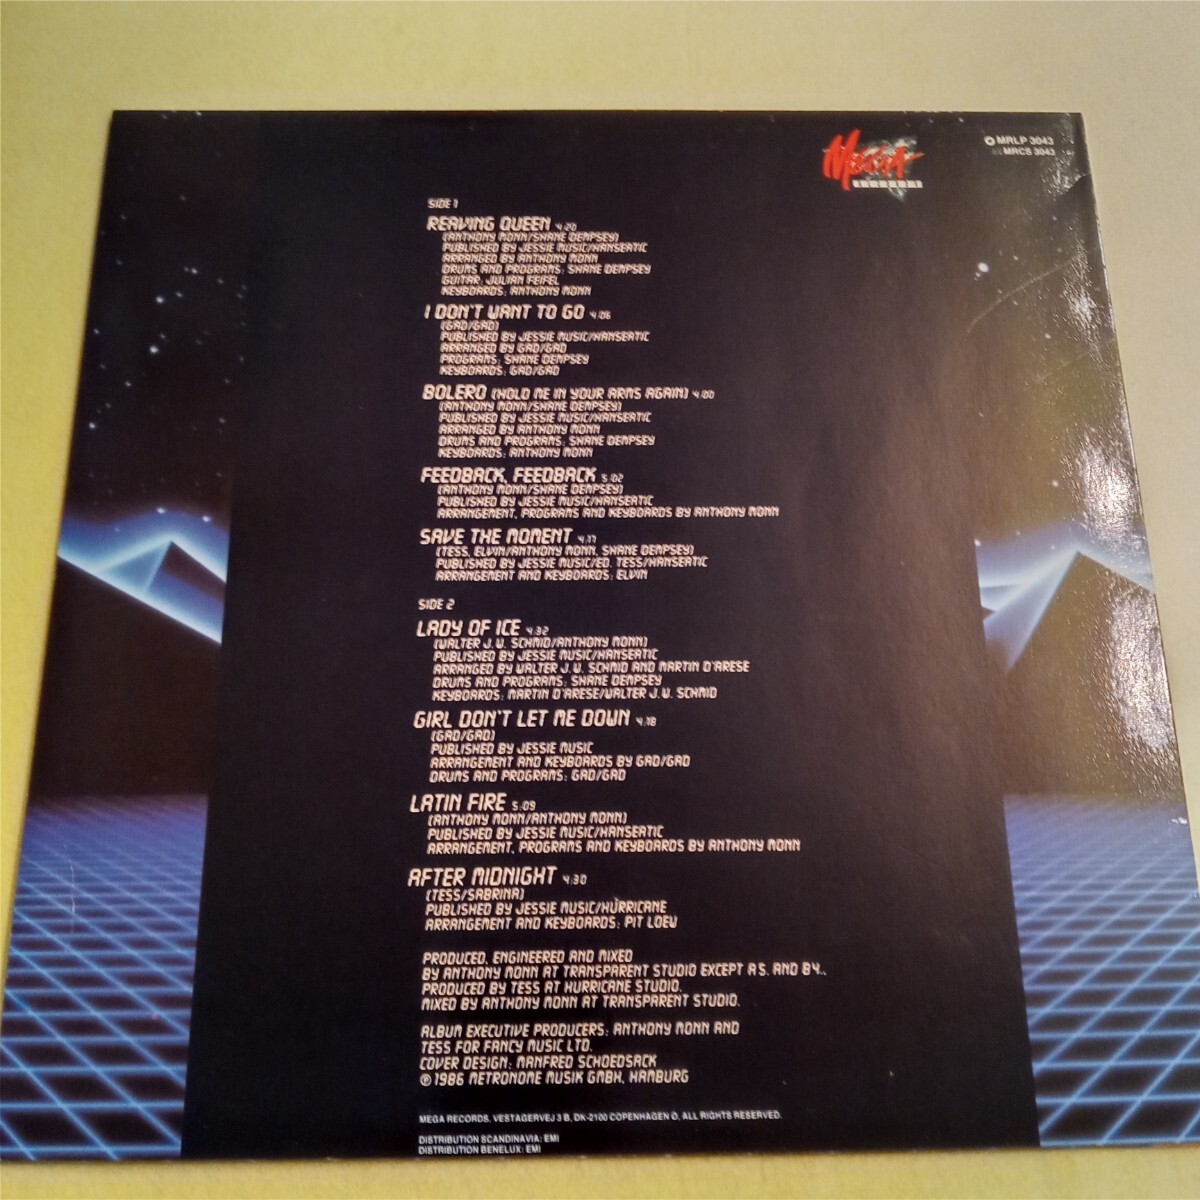 MEGA
RECORDS
MRLP 3043
MRCS 3043
SIDE 1
REAVING QUEEN 4:20
(ANTHONY MONN/SHANE DEMPSEY)
PUBLISHED BY JESSIE MUSIC/HANSEATIC
ARRANGED BY ANTHONY MONN
DRUMS AND PROGRAMS: SHANE DEMPSEY
GUITAR: JULIAN FEIFEL
KEYBOARDS: ANTHONY MONN
I DON'T WANT TO GO 4:06
(GAD/GAD)
PUBLISHED BY JESSIE MUSIC/HANSEATIC
ARRANGED BY GAD/GAD
PROGRAMS: SHANE DEMPSEY
KEYBOARDS: GAD/GAD
BOLERO (HOLD ME IN YOUR ARMS AGAIN) 4:00
(ANTHONY MONN/SHANE DEMPSEY)
PUBLISHED BY JESSIE MUSIC/HANSEATIC
ARRANGED BY ANTHONY MONN
DRUMS AND PROGRAMS: SHANE DEMPSEY
KEYBOARDS: ANTHONY MONN
FEEDBACK, FEEDBACK 5:02
(ANTHONY MONN/SHANE DEMPSEY)
PUBLISHED BY JESSIE MUSIC/HANSEATIC
ARRANGEMENT, PROGRAMS AND KEYBOARDS BY ANTHONY MONN
SAVE THE MOMENT 4:17
(TESS, ELVIN/ANTHONY MONN, SHANE DEMPSEY)
PUBLISHED BY JESSIE MUSIC/ED. TESS/HANSEATIC
ARRANGEMENT AND KEYBOARDS: ELVIN
SIDE 2
LADY OF ICE 4:32
(WALTER J. W. SCHMID/ANTHONY MONN)
PUBLISHED BY JESSIE MUSIC/HANSEATIC
ARRANGED BY WALTER J. W. SCHMID AND MARTIN D'ARESE
DRUMS AND PROGRAMS: SHANE DEMPSEY
KEYBOARDS: MARTIN D'ARESE/WALTER J. W. SCHMID
GIRL DON'T LET ME DOWN 4:18
(GAD/GAD)
PUBLISHED BY JESSIE MUSIC
ARRANGEMENT AND KEYBOARDS BY GAD/GAD
DRUMS AND PROGRAMS: GAD/GAD
LATIN FIRE 5:09
(ANTHONY MONN/ANTHONY MONN)
PUBLISHED BY JESSIE MUSIC/HANSEATIC
ARRANGEMENT, PROGRAMS AND KEYBOARDS BY ANTHONY MONN
AFTER MIDNIGHT 4:30
(TESS/SABRINA)
PUBLISHED BY JESSIE MUSIC/HURRICANE
ARRANGEMENT AND KEYBOARDS: PIT LOEW
PRODUCED, ENGINEERED AND MIXED
BY ANTHONY MONN AT TRANSPARENT STUDIO EXCEPT A 5. AND B 4..
PRODUCED BY TESS AT HURRICANE STUDIO.
MIXED BY ANTHONY MONN AT TRANSPARENT STUDIO.
ALBUM EXECUTIVE PRODUCERS: ANTHONY MONN AND
TESS FOR FANCY MUSIC LTD.
COVER DESIGN: MANFRED SCHOEDSACK
℗ 1986 METRONOME MUSIK GMBH, HAMBURG
MEGA RECORDS, VESTAGERVEJ 3 B, DK-2100 COPENHAGEN Ø, ALL RIGHTS RESERVED.
DISTRIBUTION SCANDINAVIA: EMI
DISTRIBUTION BENELUX: EMI